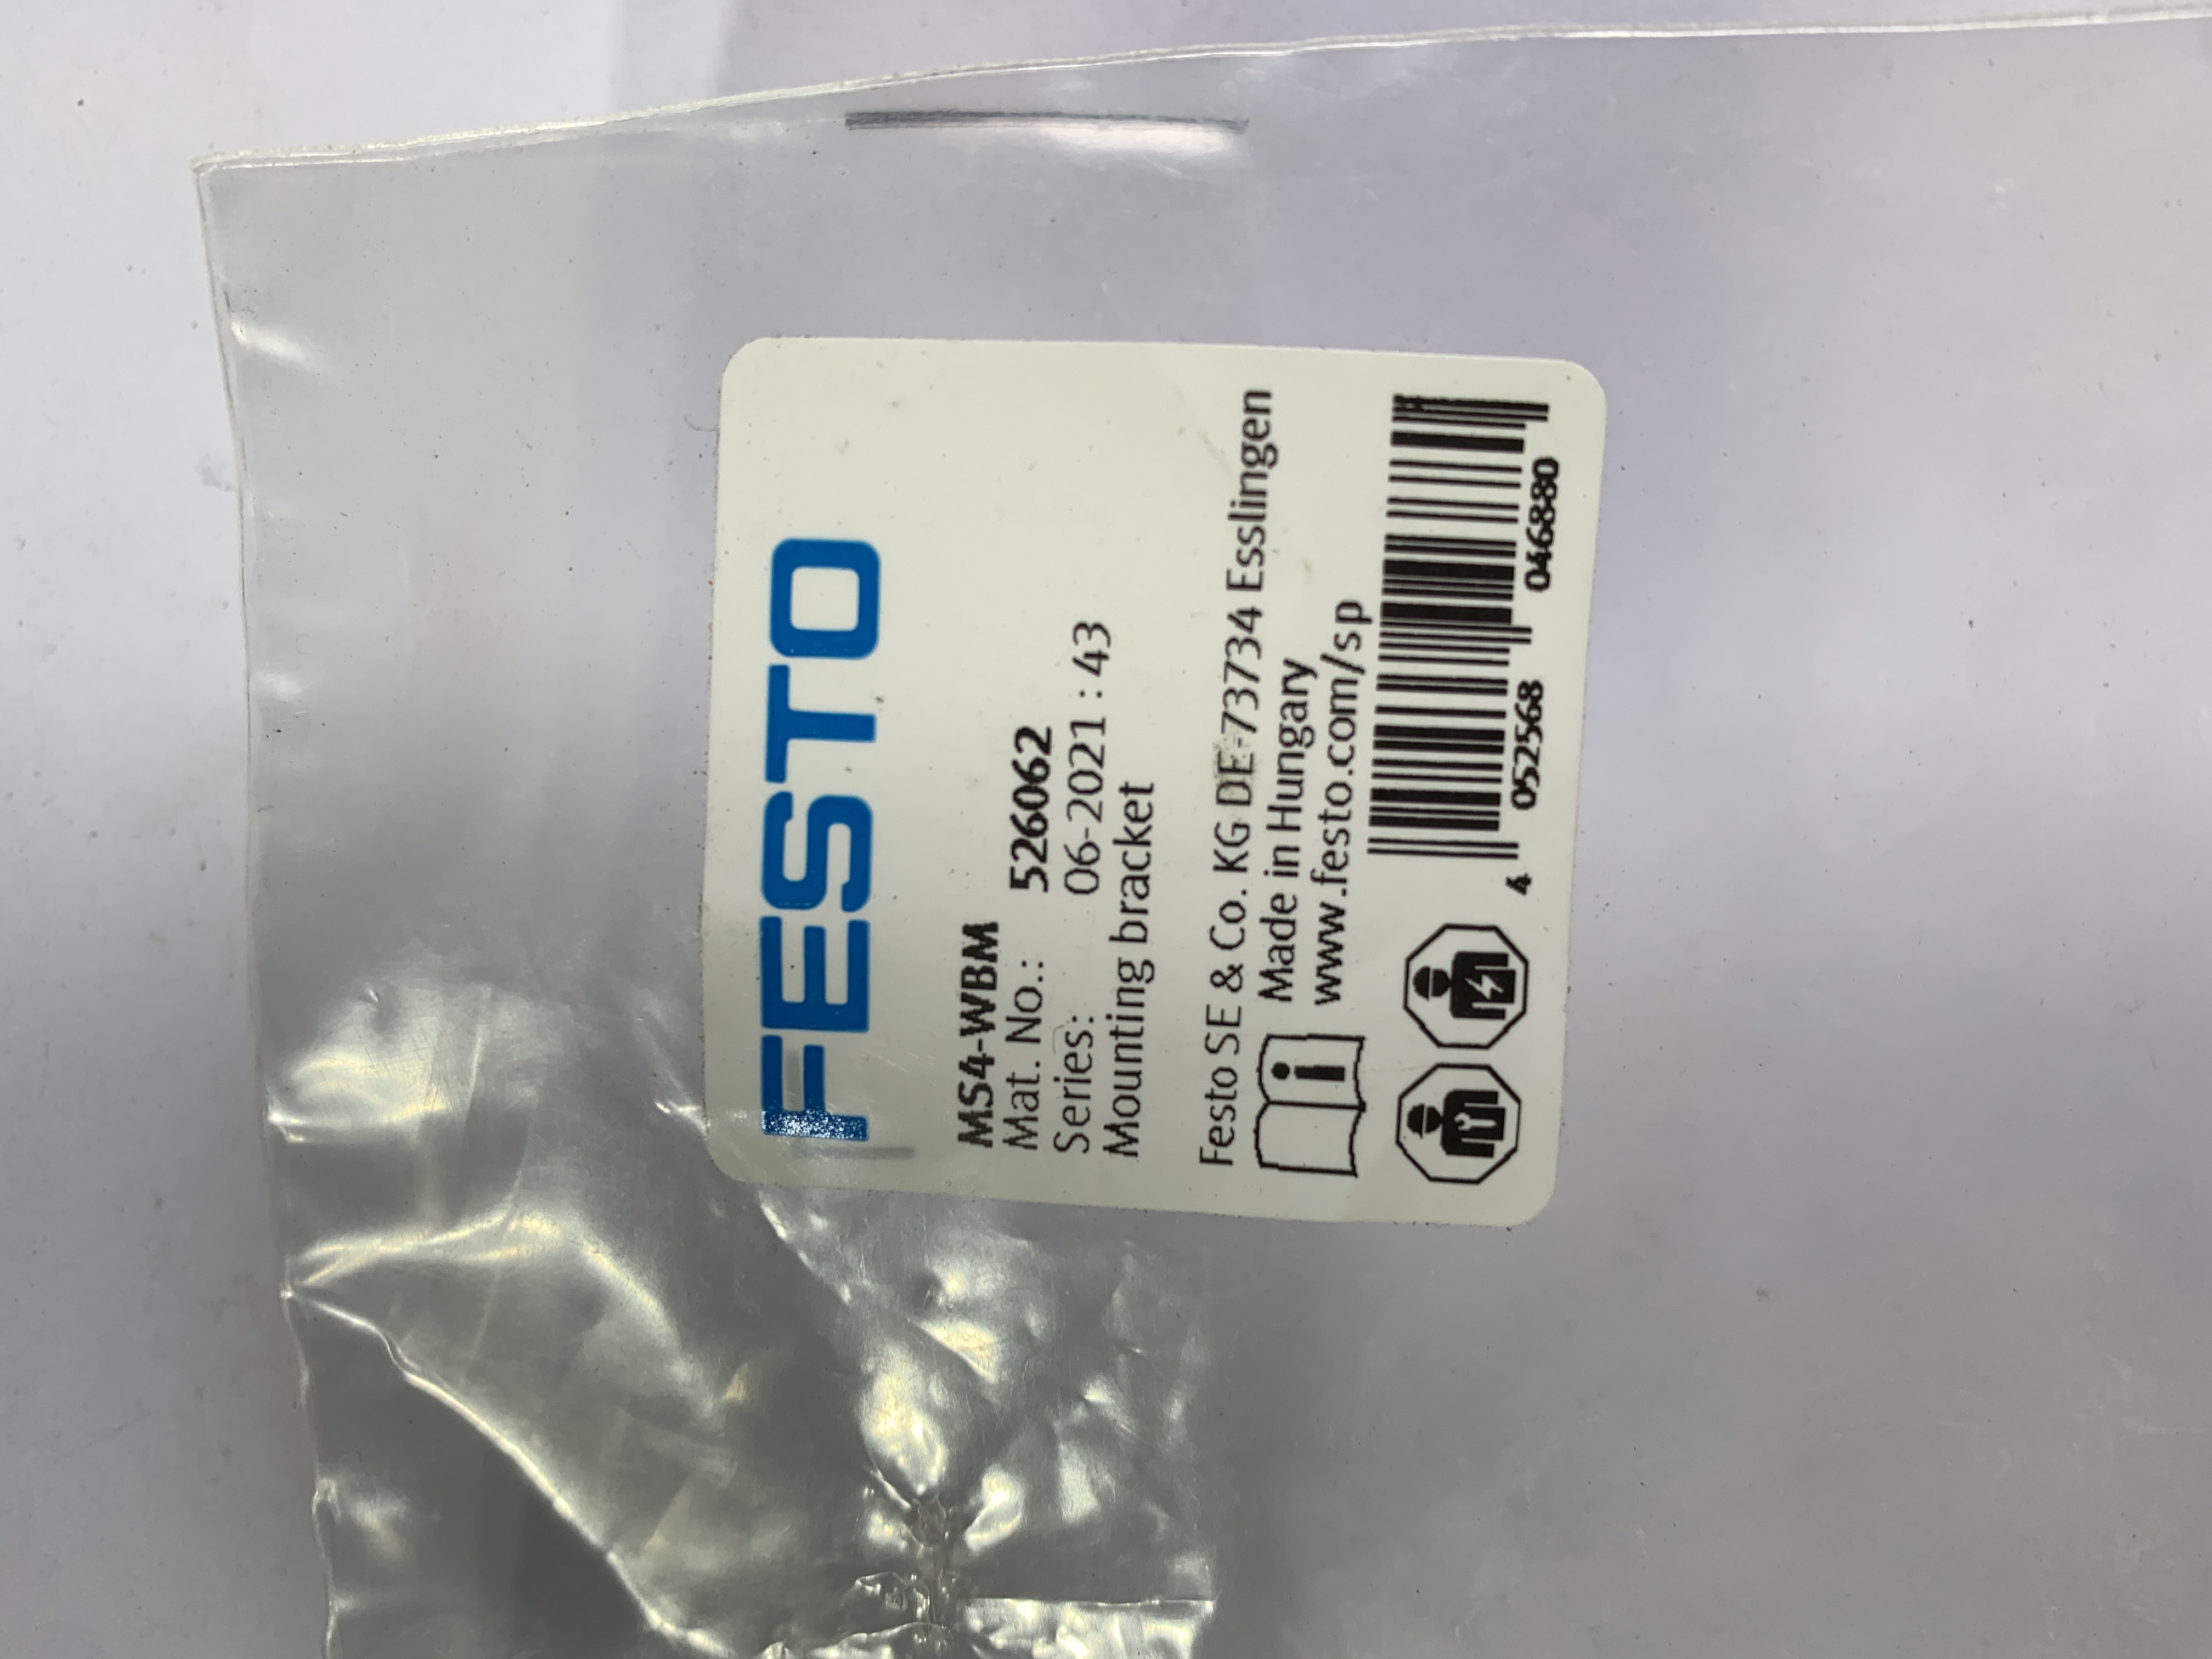 FESTO
MS4-WBM
Mat. No.: 526062
Series: 06-2021 : 43
Mounting bracket
Festo SE & Co. KG DE-73734 Esslingen
Made in Hungary
www.festo.com/sp
4 052568 046880